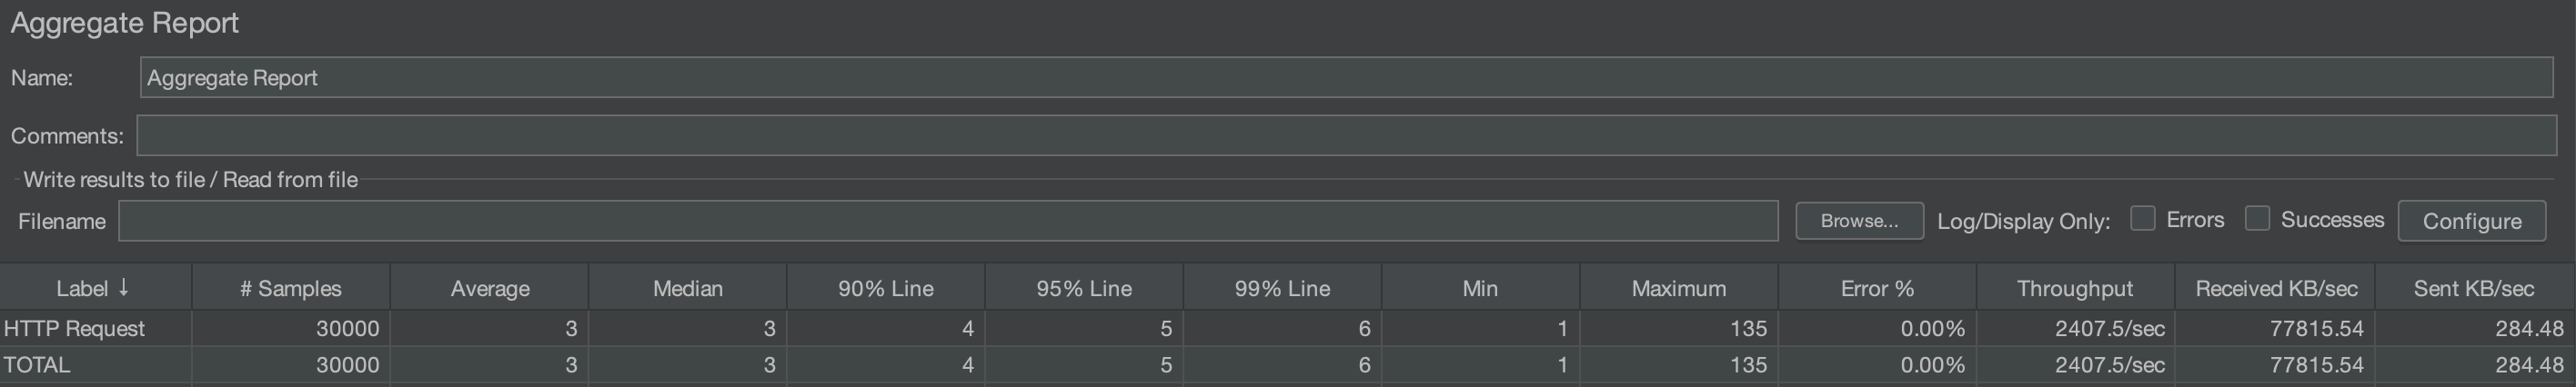 Aggregate Report
Name: Aggregate Report
Comments:
Write results to file / Read from file
Filename Browse... Log/Display Only: Errors Successes Configure
Label ↓ # Samples Average Median 90% Line 95% Line 99% Line Min Maximum Error % Throughput Received KB/sec Sent KB/sec
HTTP Request 30000 3 3 4 5 6 1 135 0.00% 2407.5/sec 77815.54 284.48
TOTAL 30000 3 3 4 5 6 1 135 0.00% 2407.5/sec 77815.54 284.48